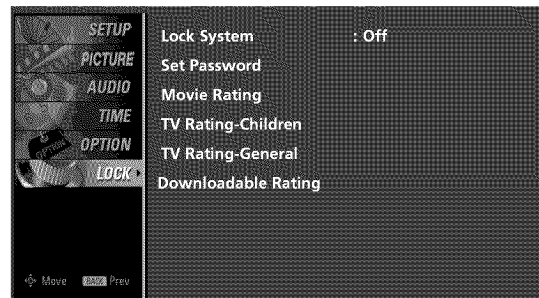 SETUP
PICTURE
AUDIO
TIME
OPTION
LOCK
Lock System : Off
Set Password
Movie Rating
TV Rating-Children
TV Rating-General
Downloadable Rating
Move BACK Prev